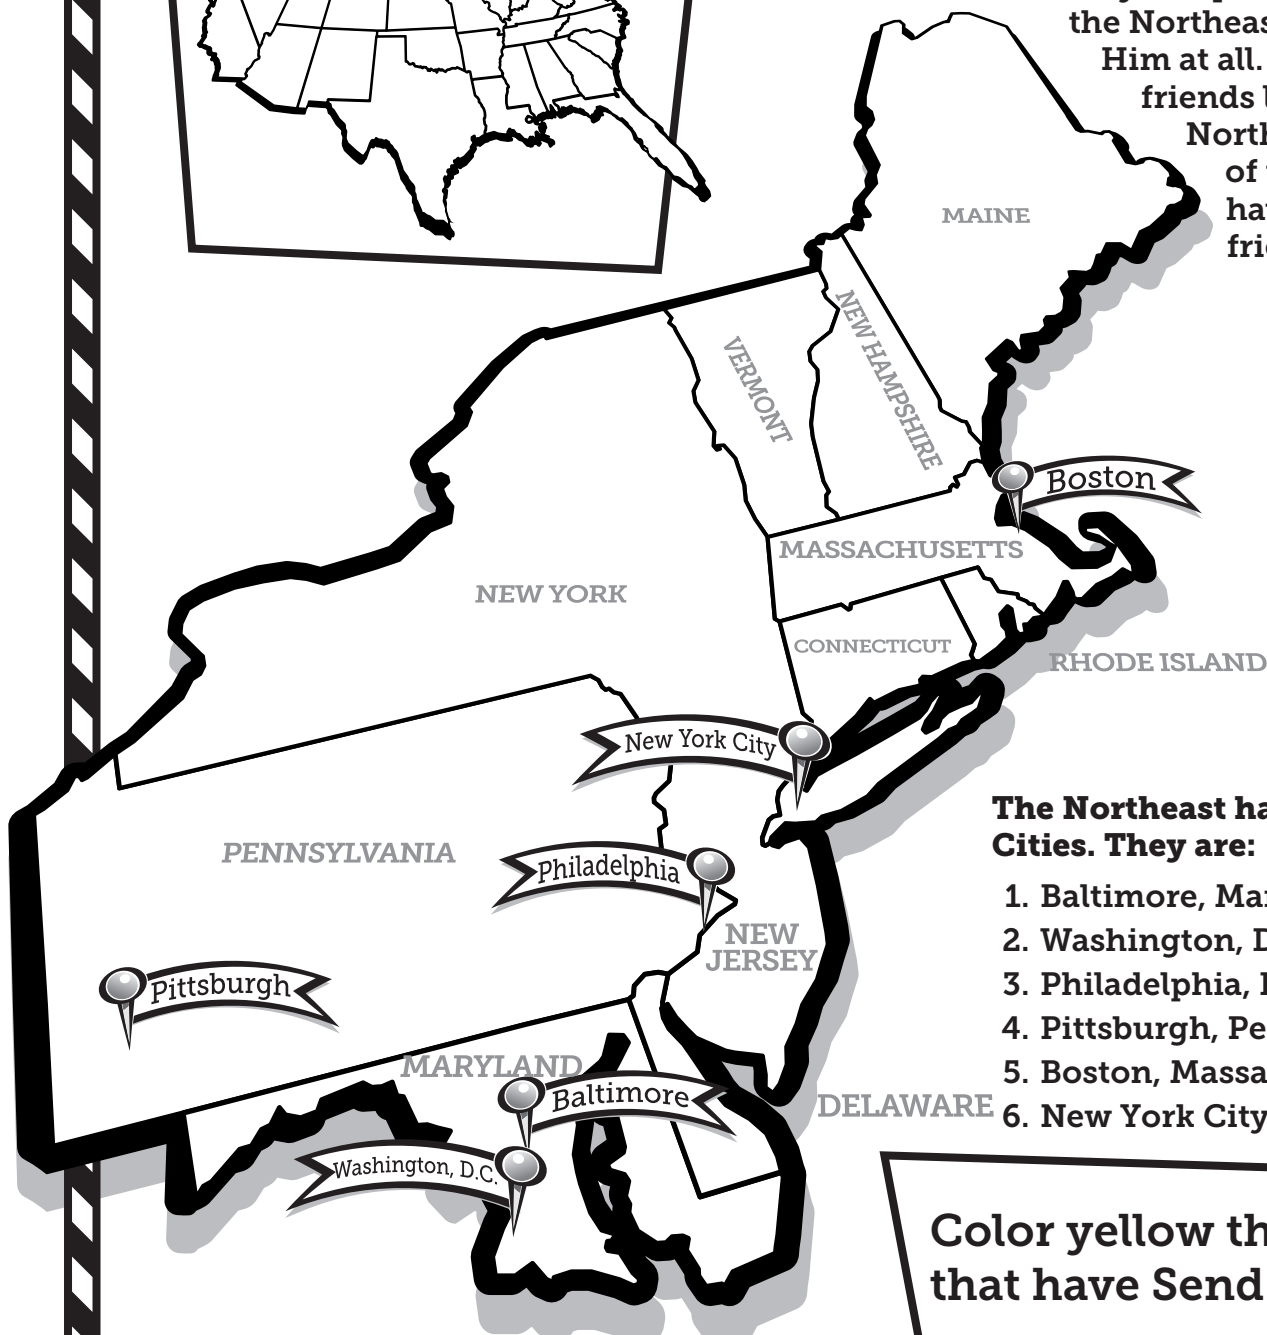 the Northeas
Him at all.
friends
North
of
ha
MAINE
VERMONT
NEW HAMPSHIRE
Boston
MASSACHUSETTS
NEW YORK
CONNECTICUT
RHODE ISLAND
New York City
The Northeast ha
Cities. They are:
PENNSYLVANIA
Philadelphia
1. Baltimore, Mar
2. Washington, D
NEW
JERSEY
3. Philadelphia,
Pittsburgh
4. Pittsburgh, Pe
MARYLAND
5. Boston, Massa
Baltimore
DELAWARE
6. New York City
Washington, D.C.
Color yellow th
that have Send